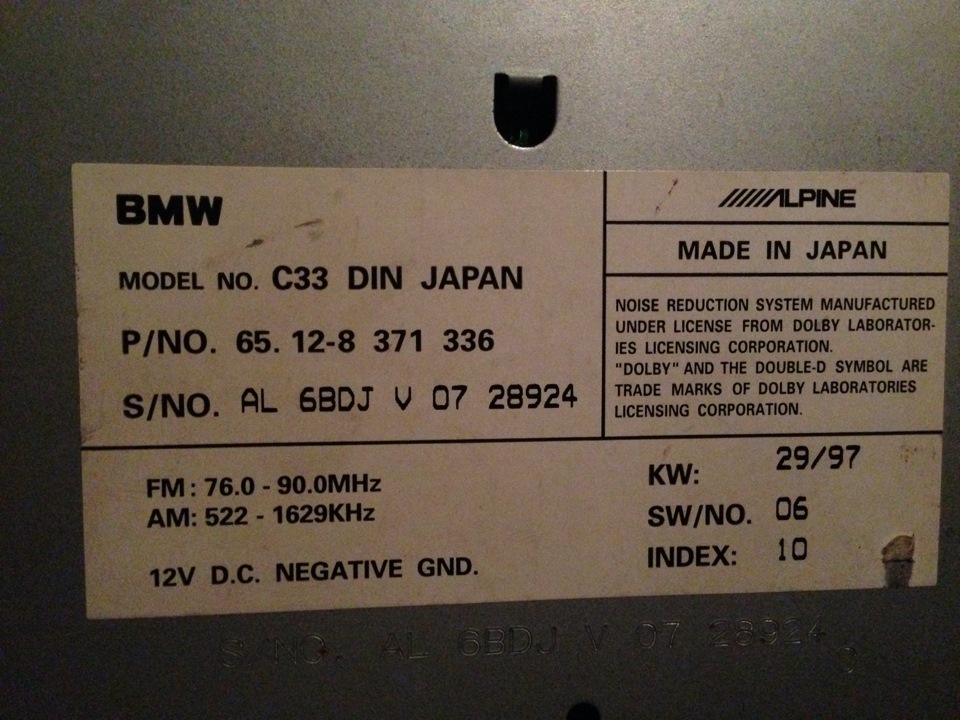 BMW
MODEL NO. C33 DIN JAPAN
P/NO. 65. 12-8 371 336
S/NO. AL 6BDJ V 07 28924
ALPINE
MADE IN JAPAN
NOISE REDUCTION SYSTEM MANUFACTURED
UNDER LICENSE FROM DOLBY LABORATOR-
IES LICENSING CORPORATION.
"DOLBY" AND THE DOUBLE-D SYMBOL ARE
TRADE MARKS OF DOLBY LABORATORIES
LICENSING CORPORATION.
FM: 76.0 - 90.0MHz
AM: 522 - 1629KHz
12V D.C. NEGATIVE GND.
KW: 29/97
SW/NO. 06
INDEX: 10
S/NO. AL 6BDJ V 07 28924